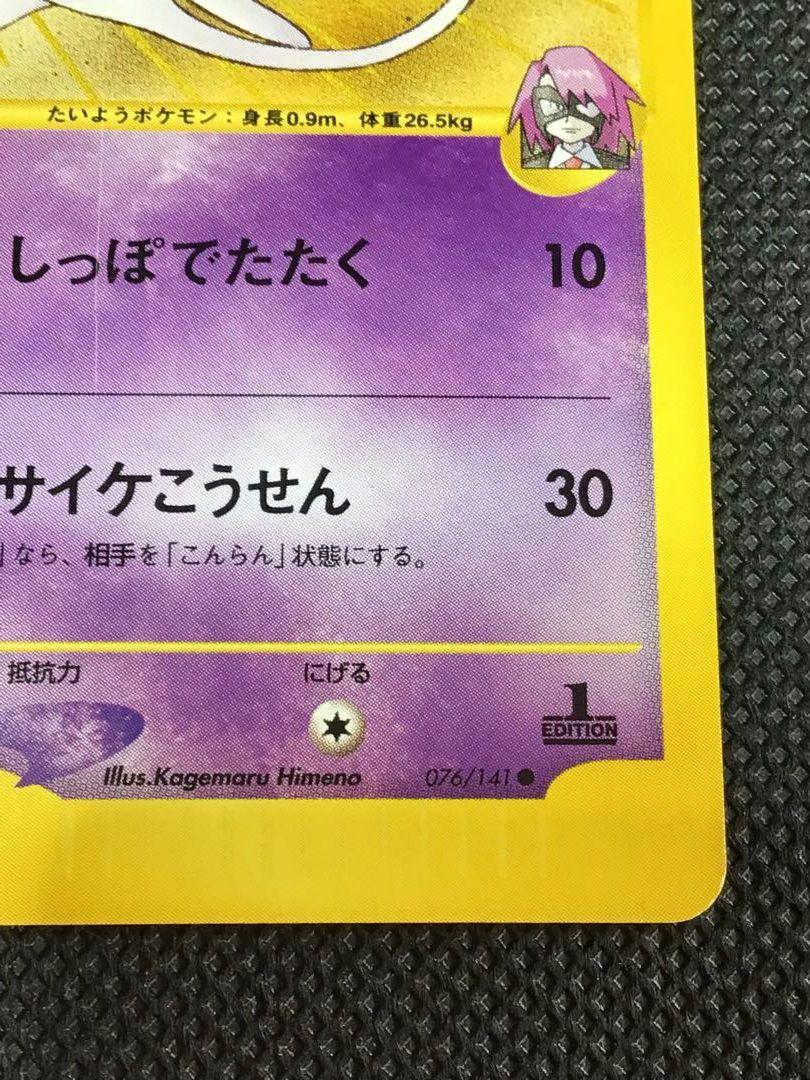 たいようポケモン：身長0.9m、体重26.5kg
しっぽでたたく 10
サイケこうせん 30
」なら、相手を「こんらん」状態にする。
抵抗力 にげる
1
EDITION
Illus.Kagemaru Himeno 076/141●